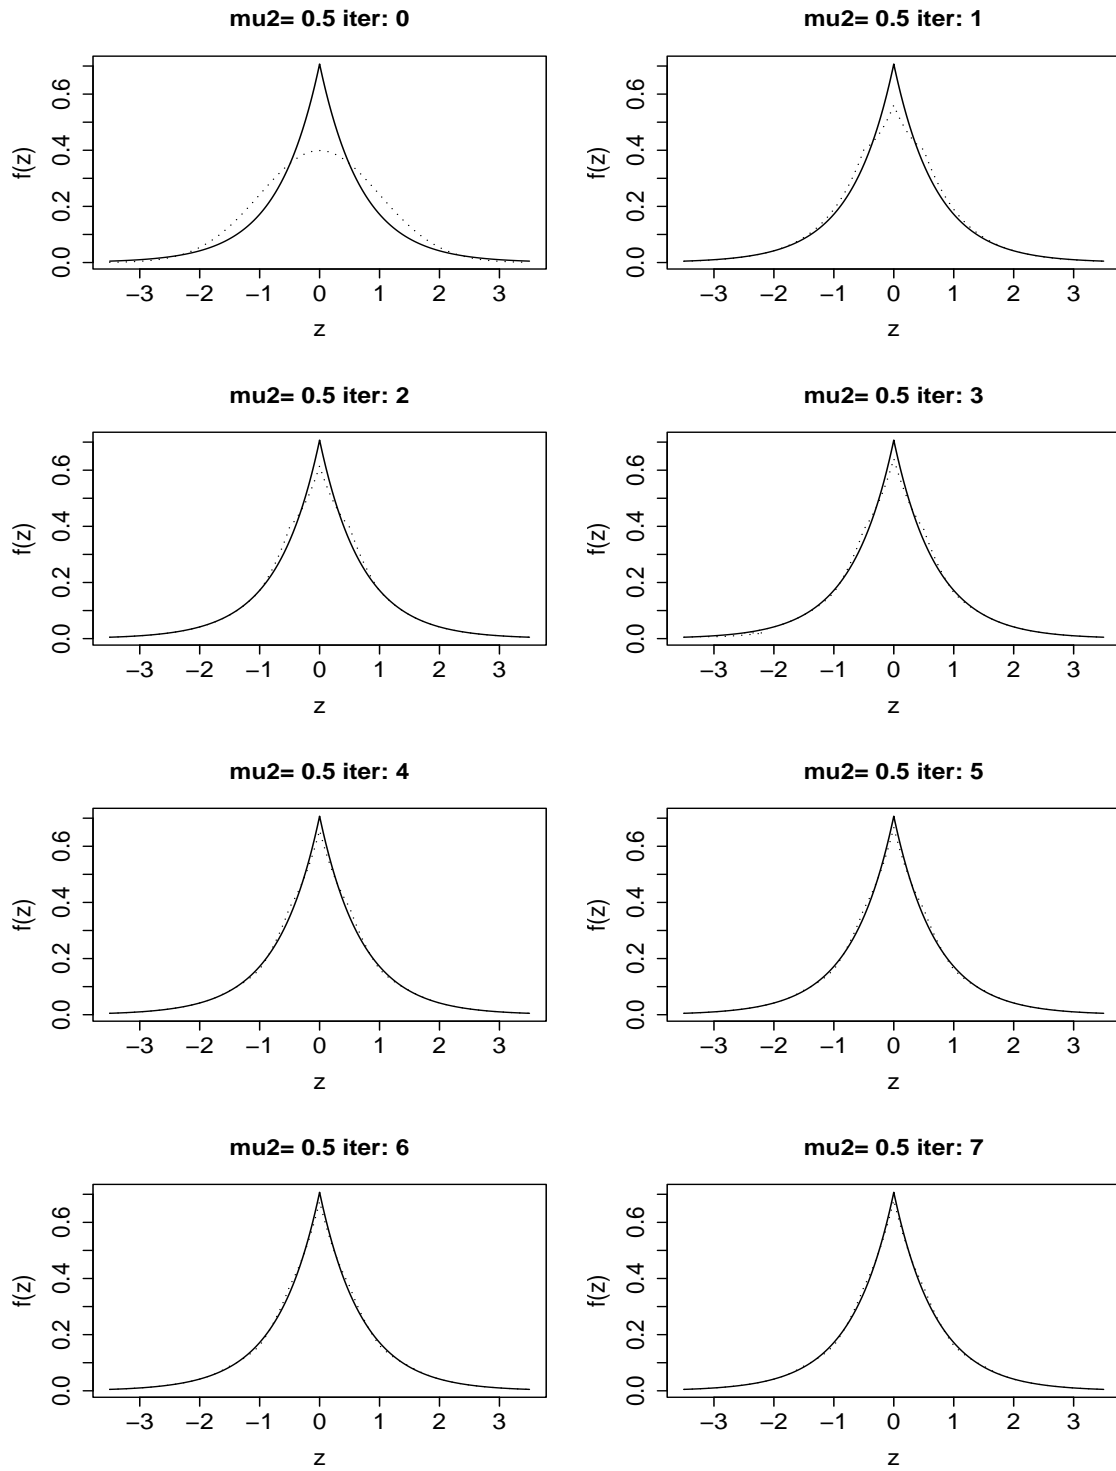 mu2= 0.5 iter: 0
f(z)
0.0 0.2 0.4 0.6
−3 −2 −1 0 1 2 3
z
mu2= 0.5 iter: 1
f(z)
0.0 0.2 0.4 0.6
−3 −2 −1 0 1 2 3
z
mu2= 0.5 iter: 2
f(z)
0.0 0.2 0.4 0.6
−3 −2 −1 0 1 2 3
z
mu2= 0.5 iter: 3
f(z)
0.0 0.2 0.4 0.6
−3 −2 −1 0 1 2 3
z
mu2= 0.5 iter: 4
f(z)
0.0 0.2 0.4 0.6
−3 −2 −1 0 1 2 3
z
mu2= 0.5 iter: 5
f(z)
0.0 0.2 0.4 0.6
−3 −2 −1 0 1 2 3
z
mu2= 0.5 iter: 6
f(z)
0.0 0.2 0.4 0.6
−3 −2 −1 0 1 2 3
z
mu2= 0.5 iter: 7
f(z)
0.0 0.2 0.4 0.6
−3 −2 −1 0 1 2 3
z